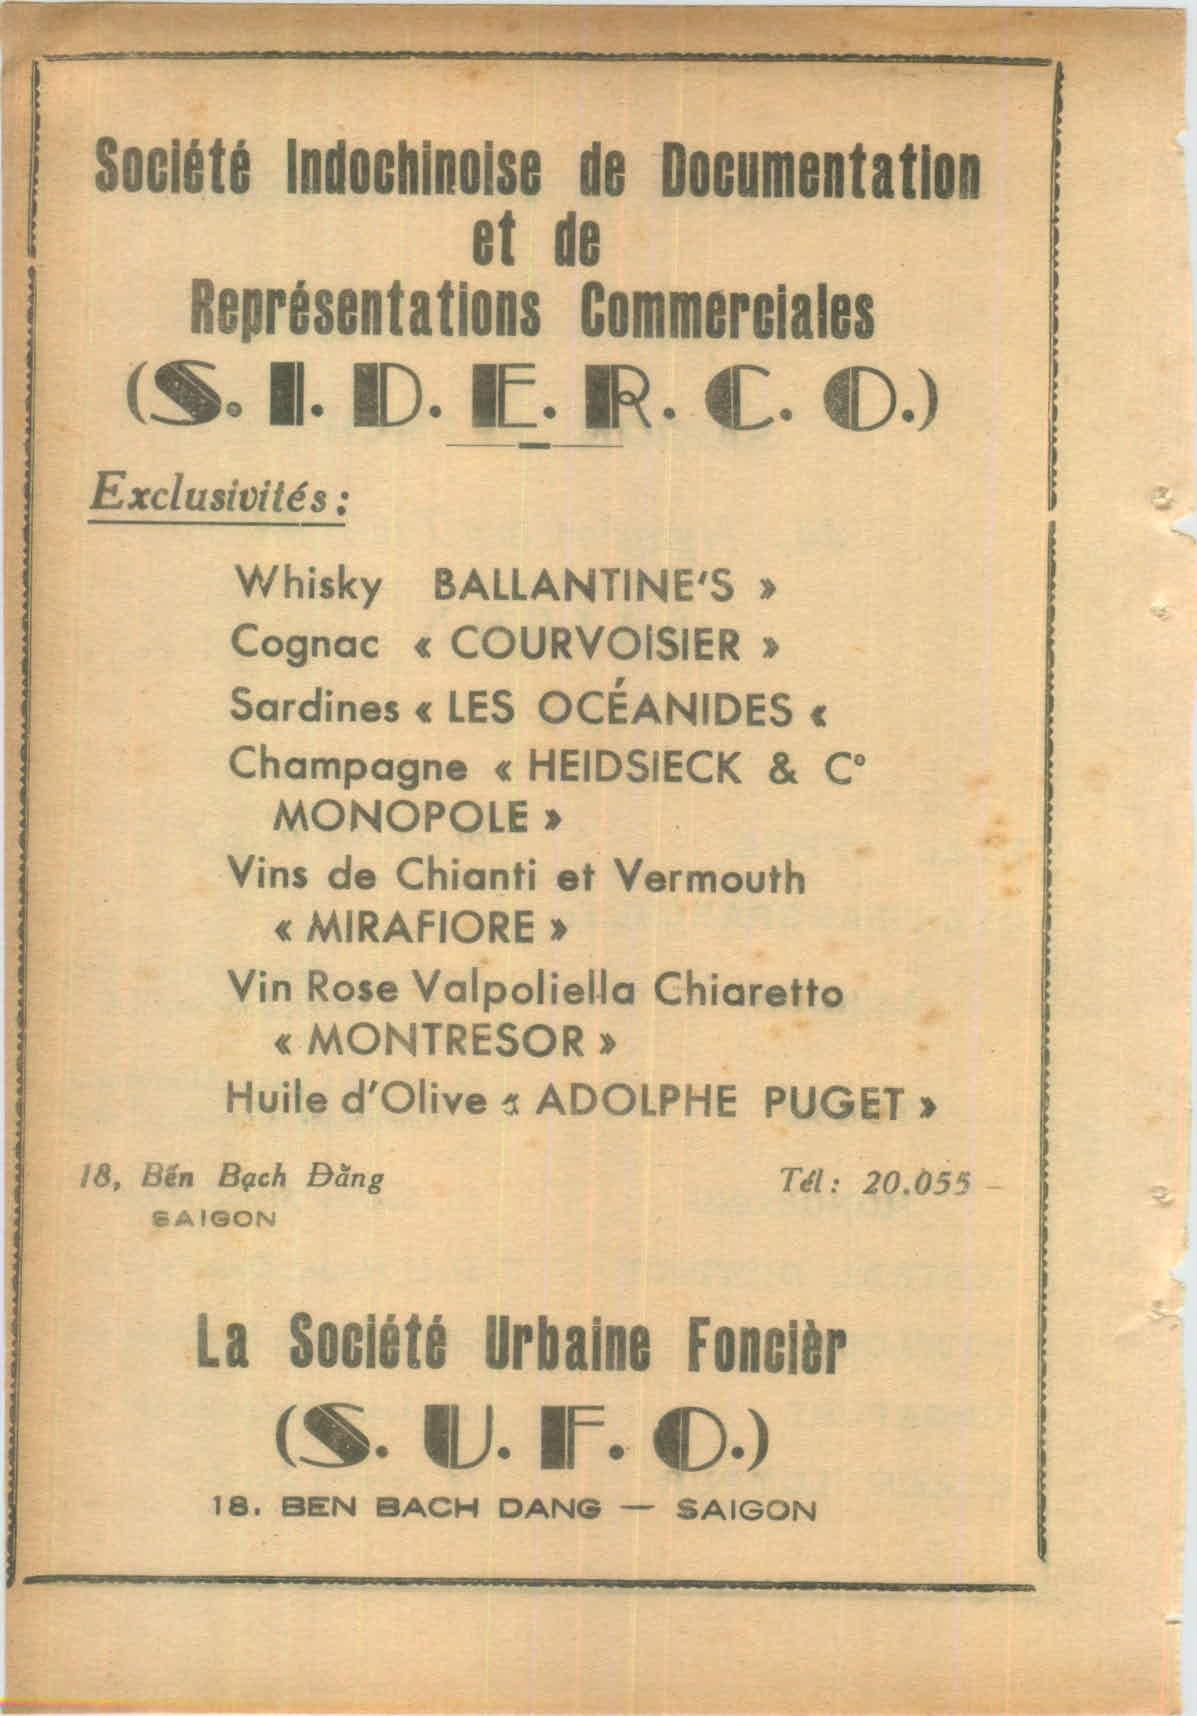 Société Indochinoise de Documentation
et de
Représentations Commerciales
(S. I. D. E. R. C. O.)
Exclusivités :
Whisky BALLANTINE'S »
Cognac « COURVOISIER »
Sardines « LES OCÉANIDES «
Champagne « HEIDSIECK & Cº
MONOPOLE »
Vins de Chianti et Vermouth
« MIRAFIORE »
Vin Rose Valpoliella Chiaretto
« MONTRESOR »
Huile d'Olive « ADOLPHE PUGET »
18, Bến Bạch Đằng
Tél : 20.055 –
SAIGON
La Société Urbaine Foncièr
(S. U. F. O.)
18. BEN BACH DANG — SAIGON